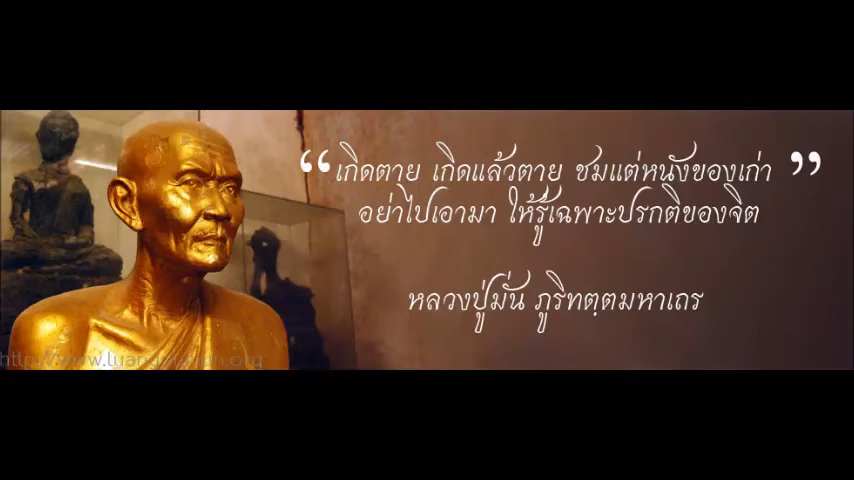 “เกิดตาย เกิดแล้วตาย ชมแต่หนังของเก่า”
อย่าไปเอามา ให้รู้เฉพาะปรกติของจิต
หลวงปู่มั่น ภูริทตฺตมหาเถร